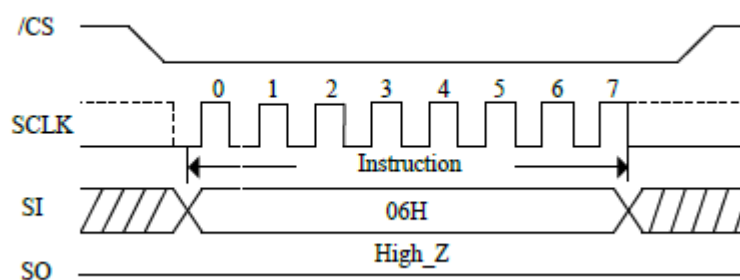 /CS
0 1 2 3 4 5 6 7
SCLK
Instruction
SI
06H
High_Z
SO